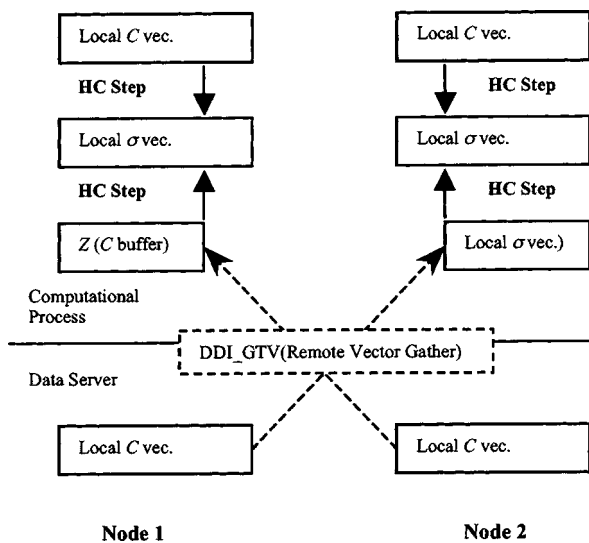 Local C vec.
Local C vec.
HC Step
HC Step
Local σ vec.
Local σ vec.
HC Step
HC Step
Z (C buffer)
Local σ vec.)
Computational
Process
DDI_GTV(Remote Vector Gather)
Data Server
Local C vec.
Local C vec.
Node 1
Node 2